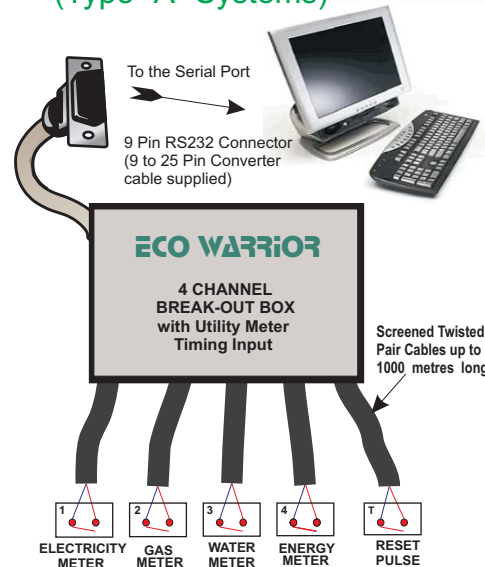 (Type "A" Systems)
To the Serial Port
9 Pin RS232 Connector
(9 to 25 Pin Converter
cable supplied)
ECO WARRIOR
4 CHANNEL
BREAK-OUT BOX
with Utility Meter
Timing Input
Screened Twisted
Pair Cables up to
1000 metres long
1
2
3
4
T
ELECTRICITY
METER
GAS
METER
WATER
METER
ENERGY
METER
RESET
PULSE